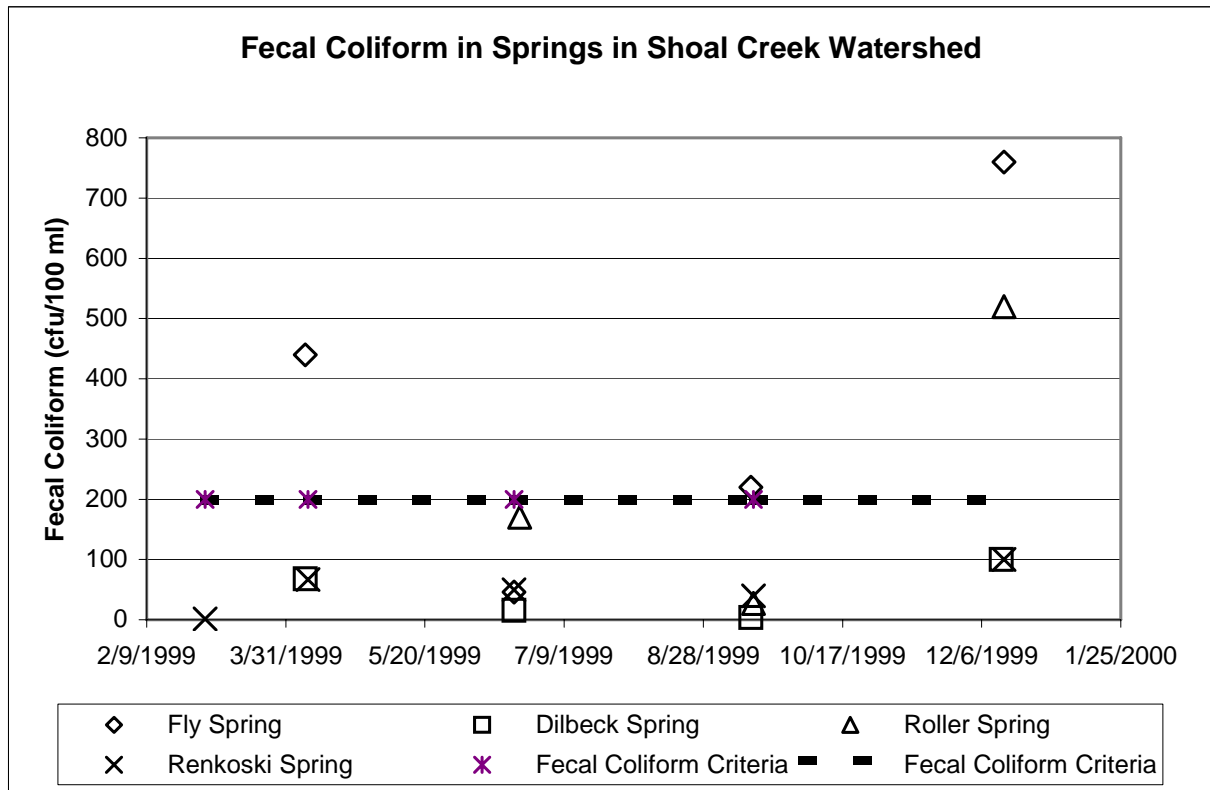 Fecal Coliform in Springs in Shoal Creek Watershed
Fecal Coliform (cfu/100 ml)
800
700
600
500
400
300
200
100
0
2/9/1999 3/31/1999 5/20/1999 7/9/1999 8/28/1999 10/17/1999 12/6/1999 1/25/2000
Fly Spring Dilbeck Spring Roller Spring
Renkoski Spring Fecal Coliform Criteria Fecal Coliform Criteria